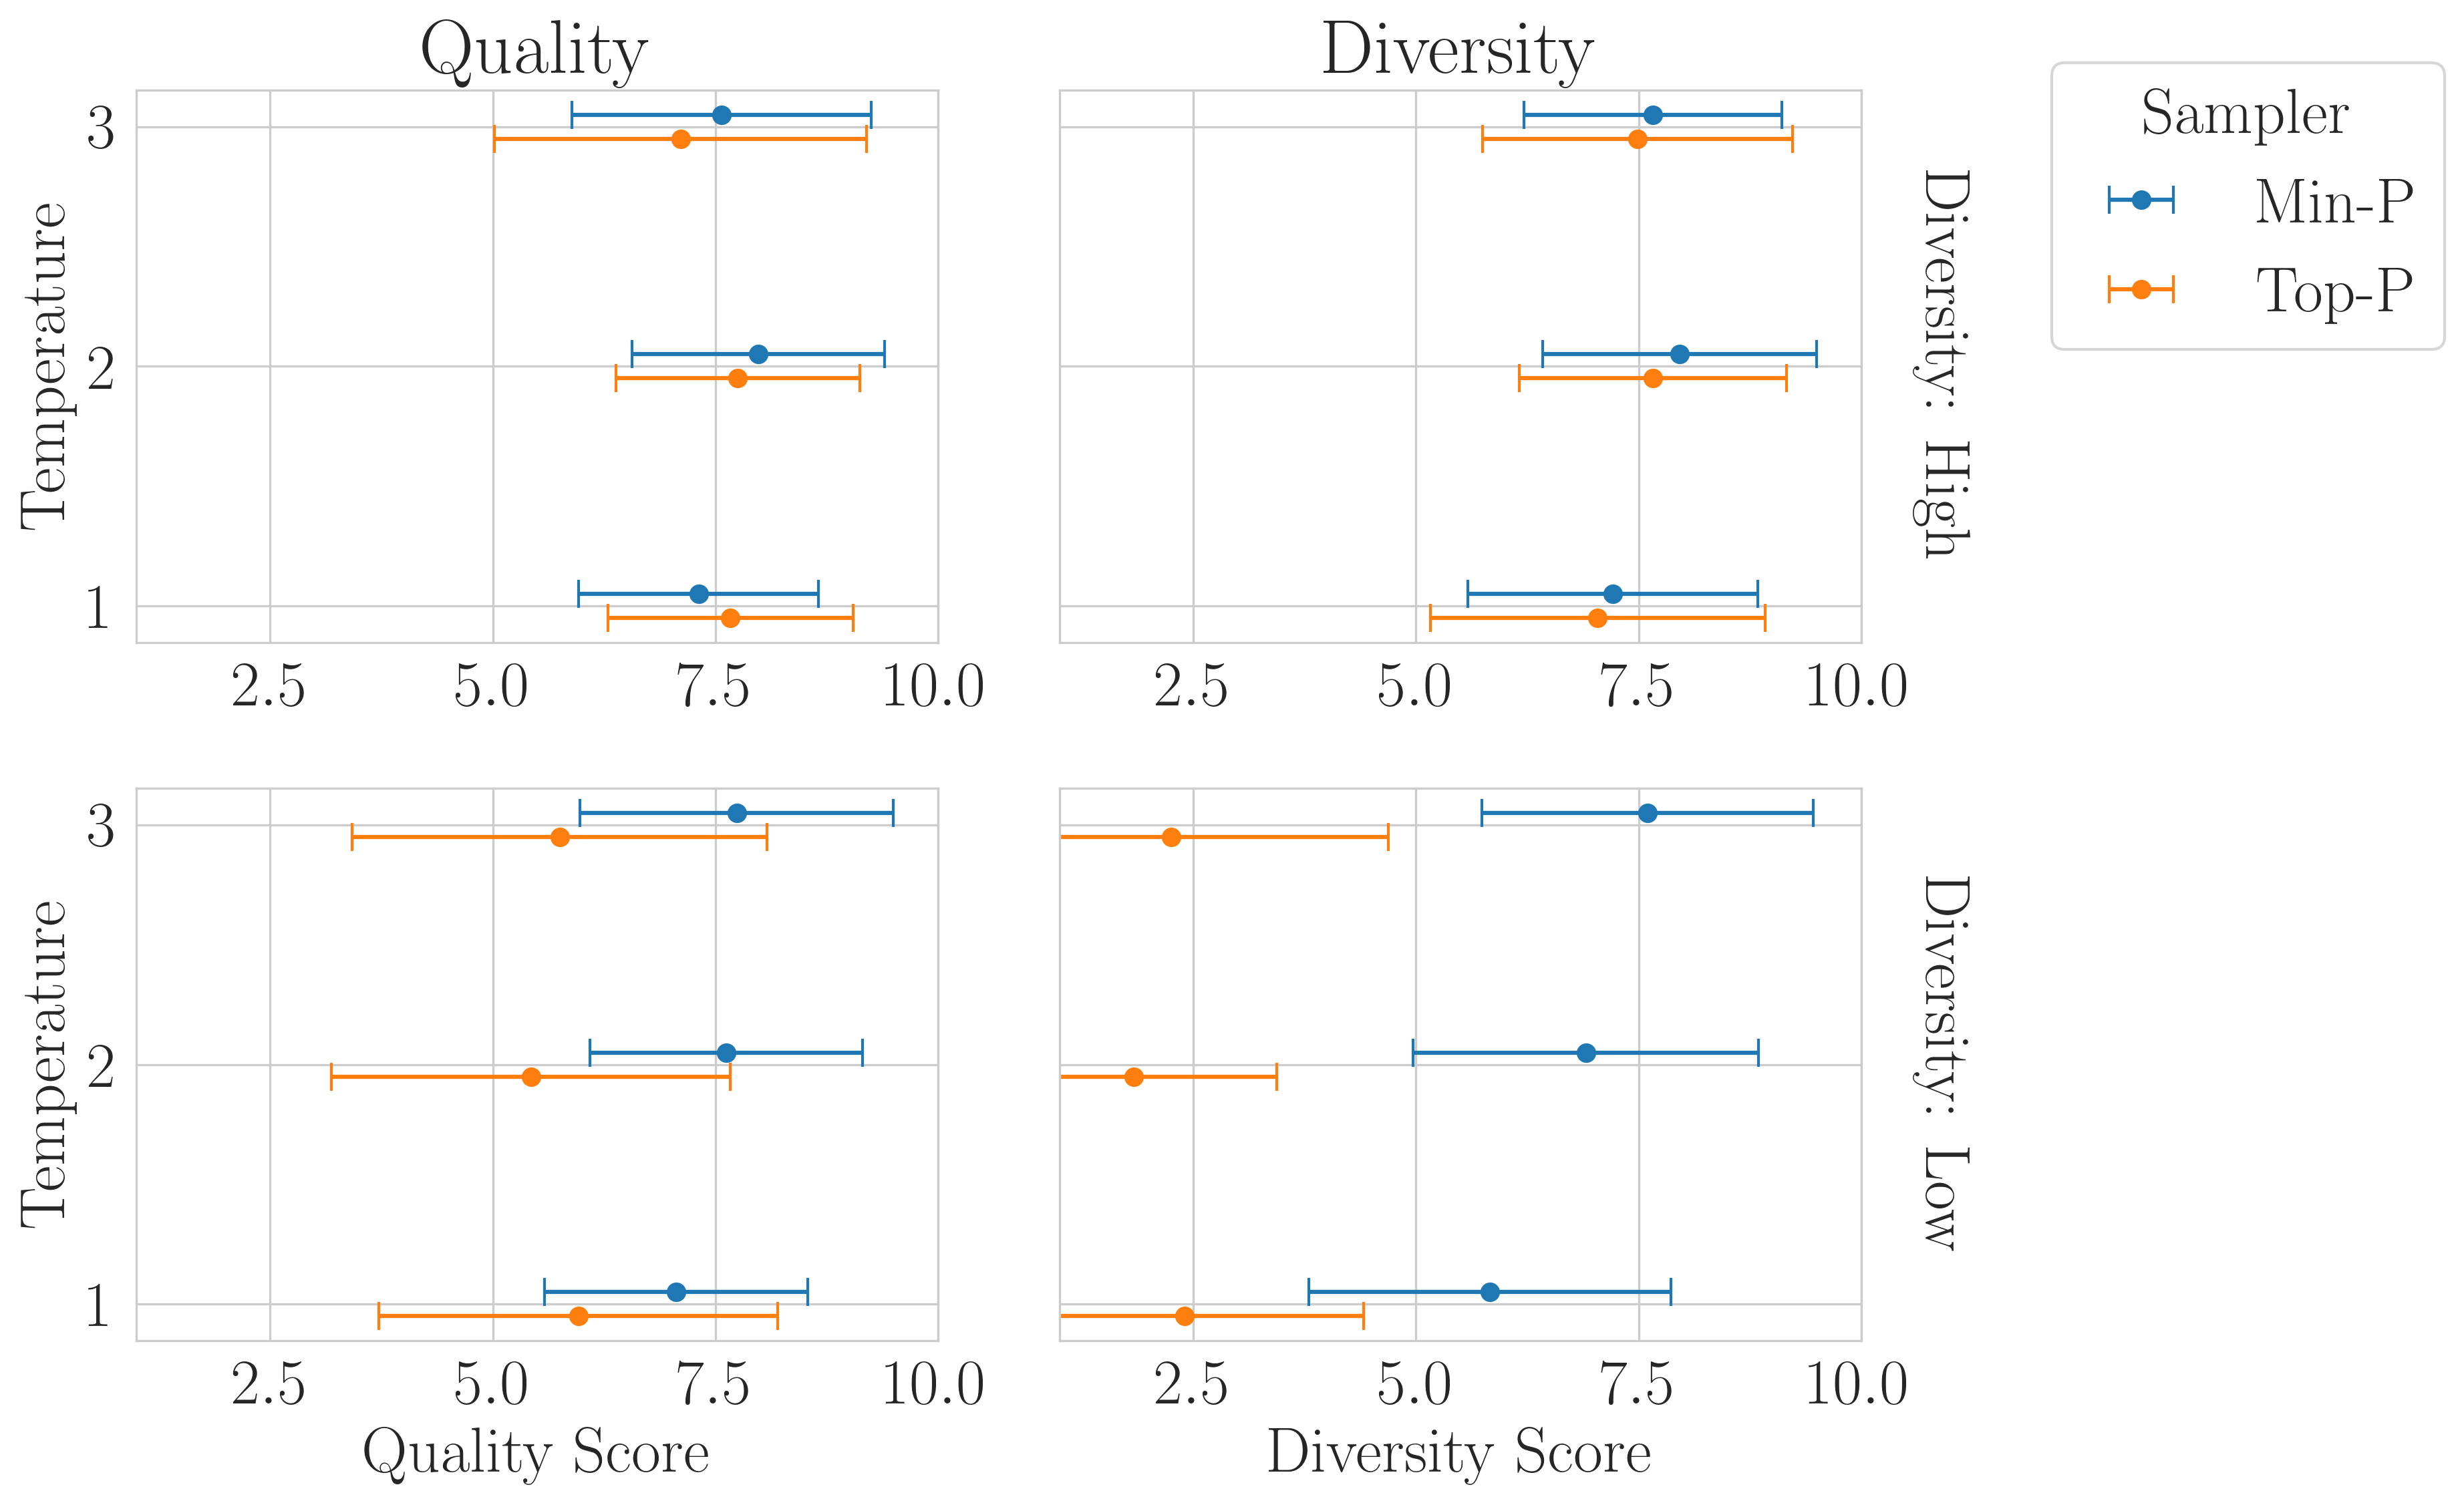 Quality
Diversity
Sampler
Min-P
Top-P
Temperature
3
2
1
2.5 5.0 7.5 10.0
2.5 5.0 7.5 10.0
Diversity: High
Temperature
3
2
1
2.5 5.0 7.5 10.0
2.5 5.0 7.5 10.0
Diversity: Low
Quality Score
Diversity Score